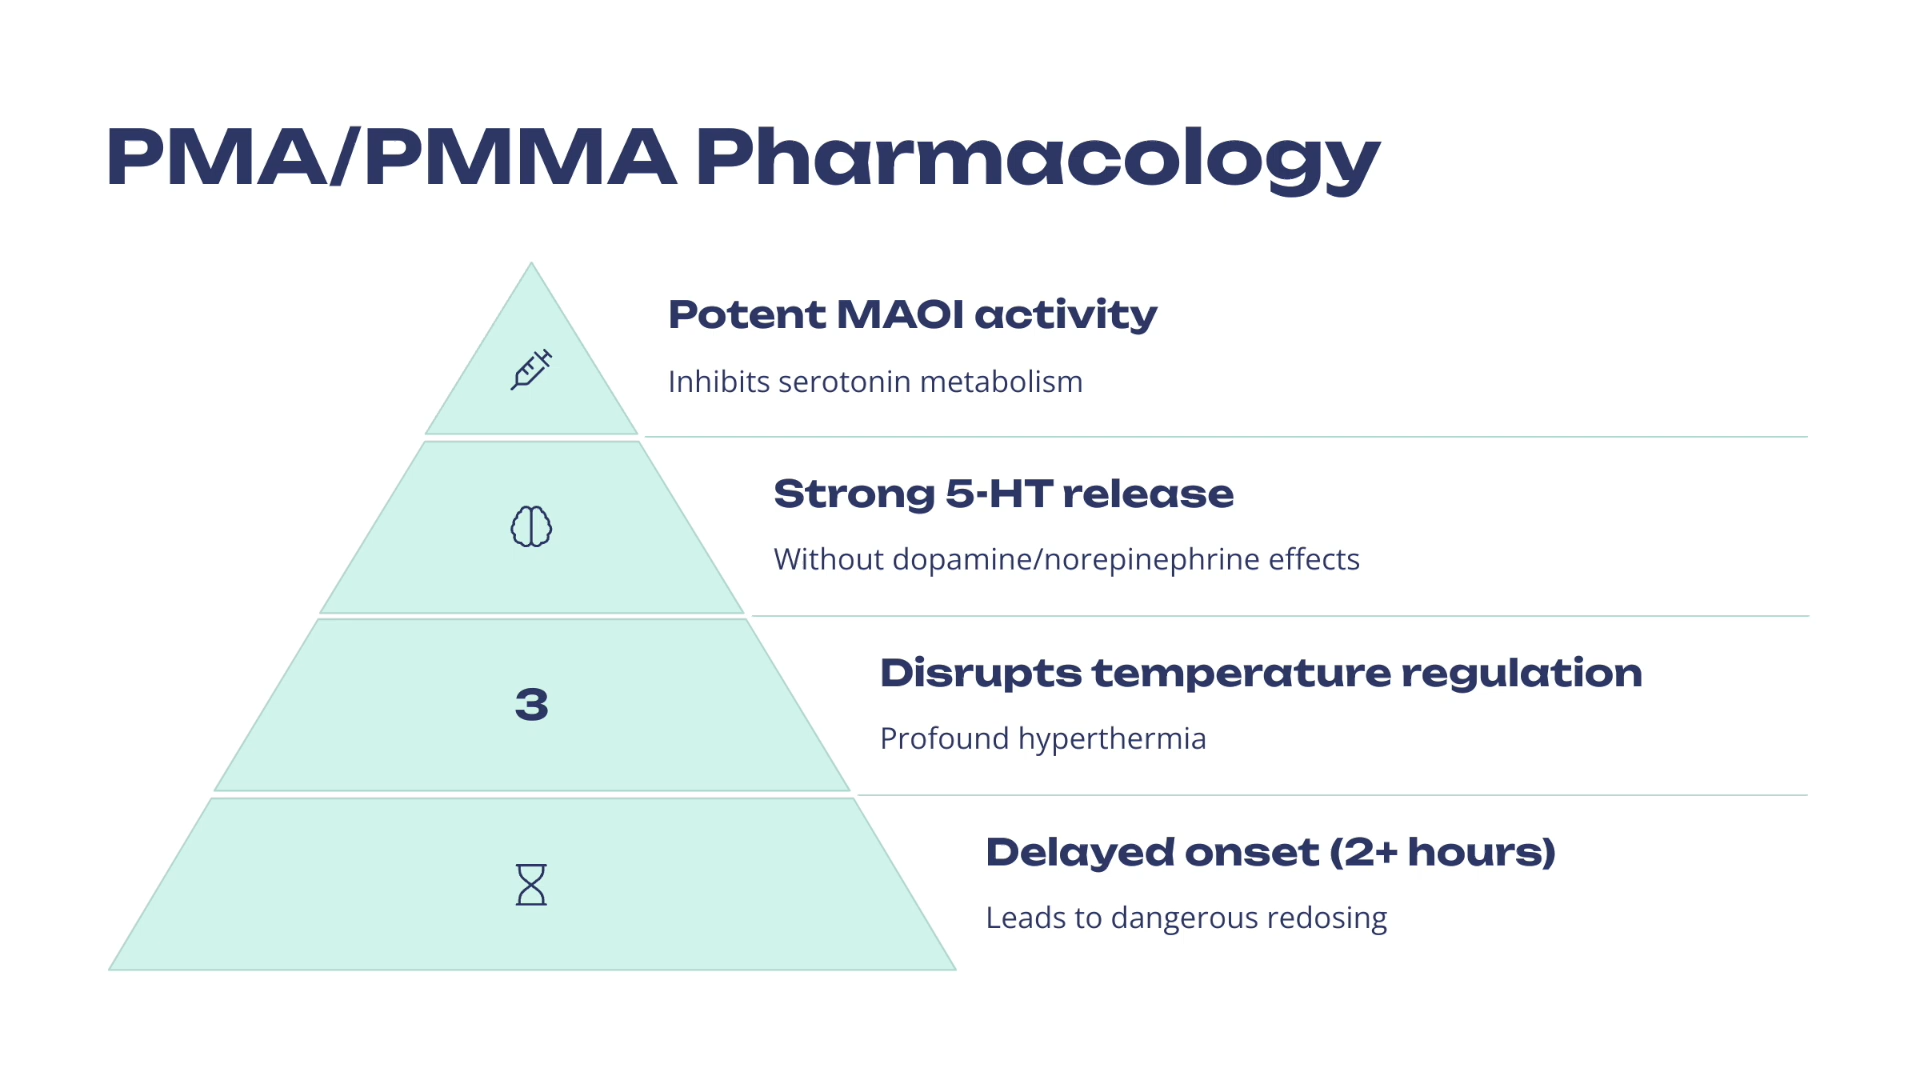 PMA/PMMA Pharmacology
Potent MAOI activity
Inhibits serotonin metabolism
Strong 5-HT release
Without dopamine/norepinephrine effects
3
Disrupts temperature regulation
Profound hyperthermia
Delayed onset (2+ hours)
Leads to dangerous redosing